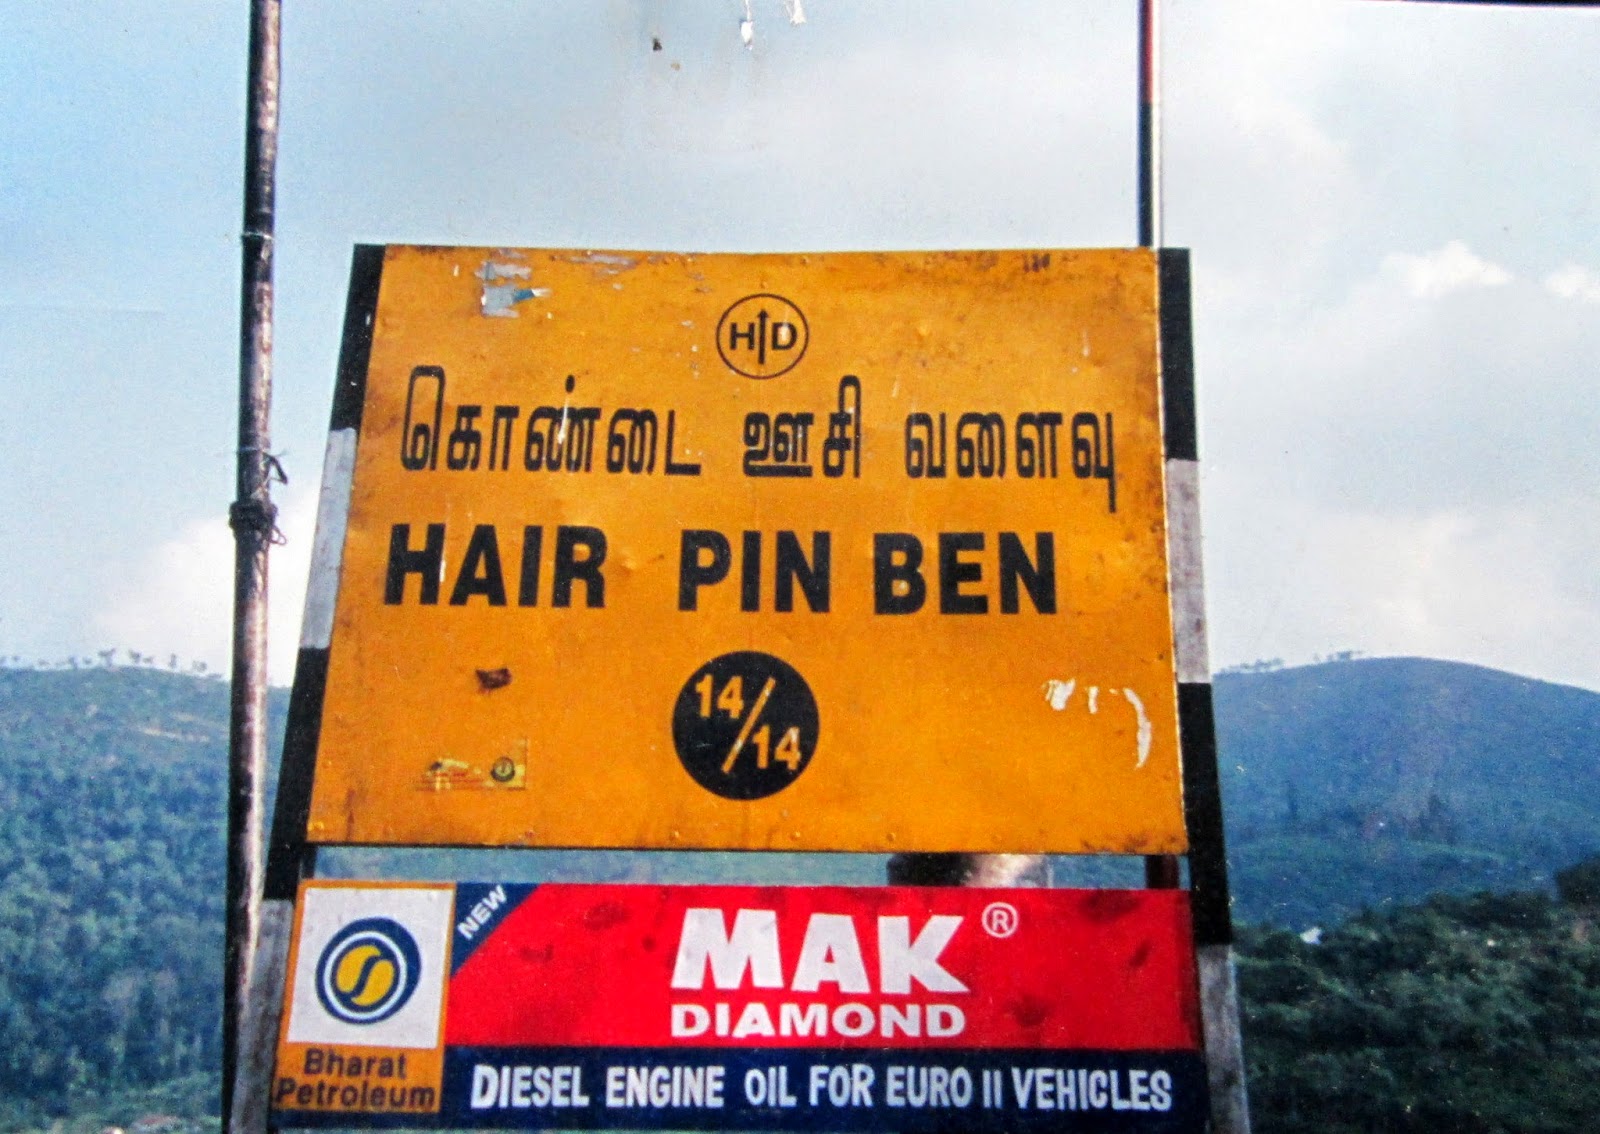 H D
கொண்டை ஊசி வளைவு
HAIR PIN BEN
14/14
NEW
MAK ®
DIAMOND
Bharat
Petroleum
DIESEL ENGINE OIL FOR EURO II VEHICLES